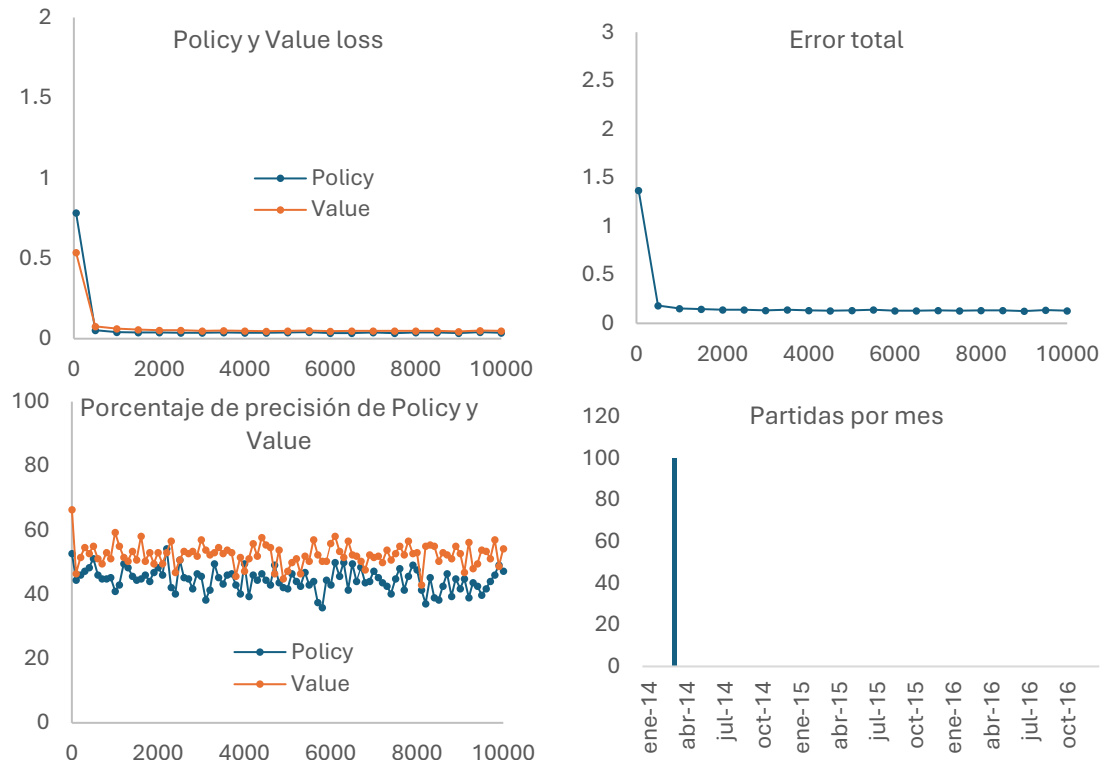 Policy y Value loss
2
1.5
1
0.5
0
Policy
Value
0 2000 4000 6000 8000 10000
Error total
3
2.5
2
1.5
1
0.5
0
0 2000 4000 6000 8000 10000
Porcentaje de precisión de Policy y
Value
100
80
60
40
20
0
Policy
Value
0 2000 4000 6000 8000 10000
Partidas por mes
120
100
80
60
40
20
0
ene-14
abr-14
jul-14
oct-14
ene-15
abr-15
jul-15
oct-15
ene-16
abr-16
jul-16
oct-16